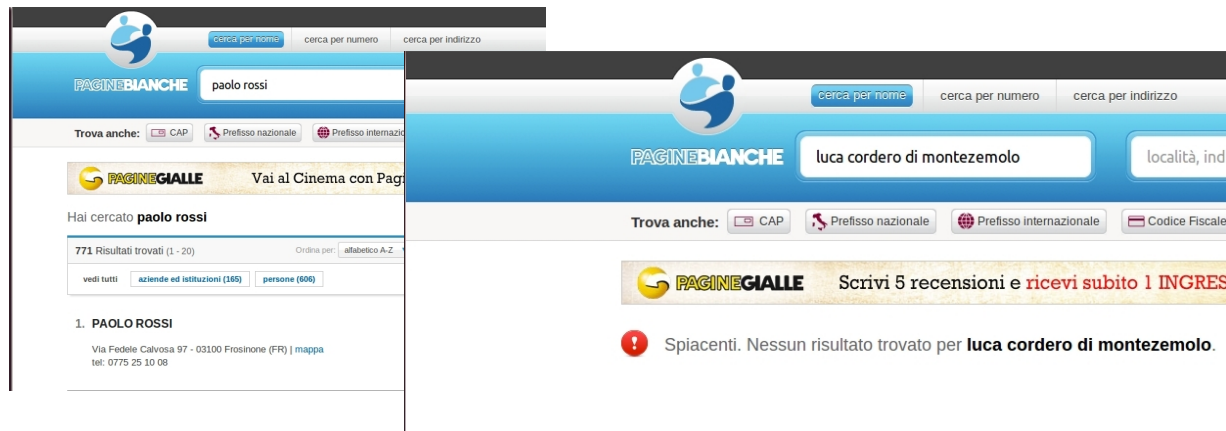 cerca per nome cerca per numero cerca per indirizzo
PAGINEBIANCHE paolo rossi
Trova anche: CAP Prefisso nazionale Prefisso internazio
PAGINEGIALLE Vai al Cinema con Pag
Hai cercato paolo rossi
771 Risultati trovati (1 - 20) Ordina per: alfabetico A-Z
vedi tutti aziende ed istituzioni (165) persone (606)
1. PAOLO ROSSI
Via Fedele Calvosa 97 - 03100 Frosinone (FR) | mappa
tel: 0775 25 10 08
cerca per nome cerca per numero cerca per indirizzo
PAGINEBIANCHE luca cordero di montezemolo località, ind
Trova anche: CAP Prefisso nazionale Prefisso internazionale Codice Fiscale
PAGINEGIALLE Scrivi 5 recensioni e ricevi subito 1 INGRES
Spiacenti. Nessun risultato trovato per luca cordero di montezemolo.